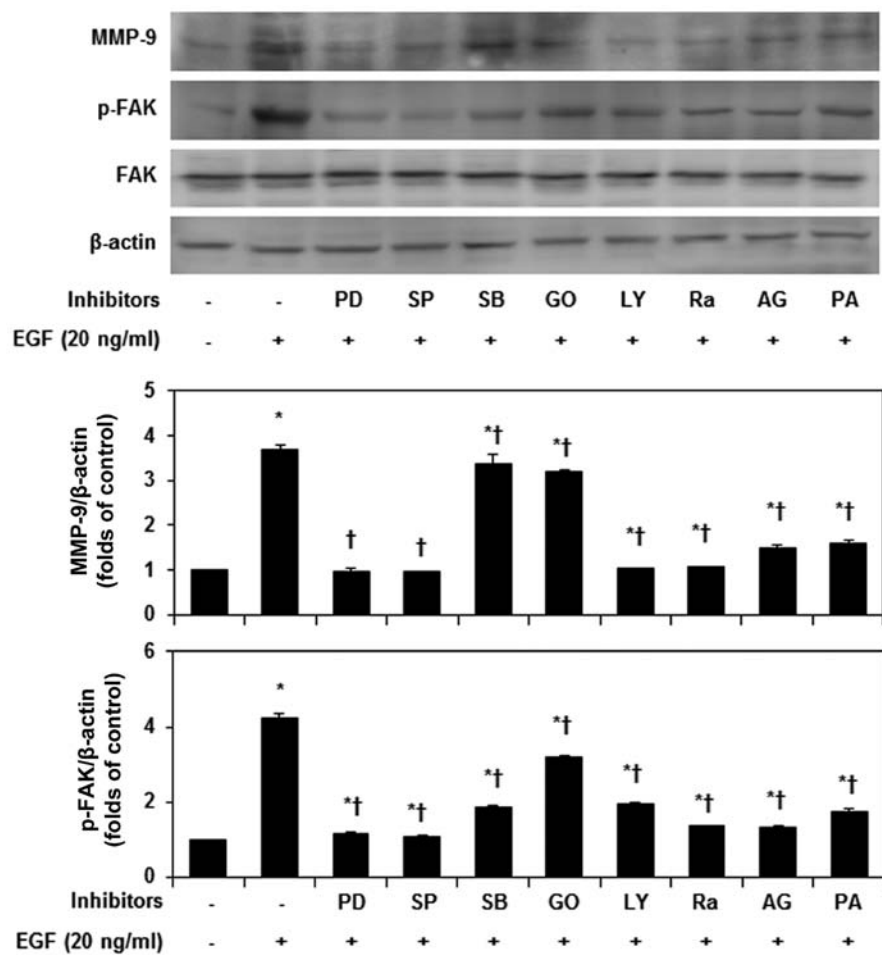 MMP-9
p-FAK
FAK
β-actin
Inhibitors - - PD SP SB GO LY Ra AG PA
EGF (20 ng/ml) - + + + + + + + + +
MMP-9/β-actin
(folds of control)
5
4
3
2
1
0
* † † *† *† *† *† *† *†
p-FAK/β-actin
(folds of control)
6
4
2
0
* *† *† *† *† *† *† *† *†
Inhibitors - - PD SP SB GO LY Ra AG PA
EGF (20 ng/ml) - + + + + + + + + +